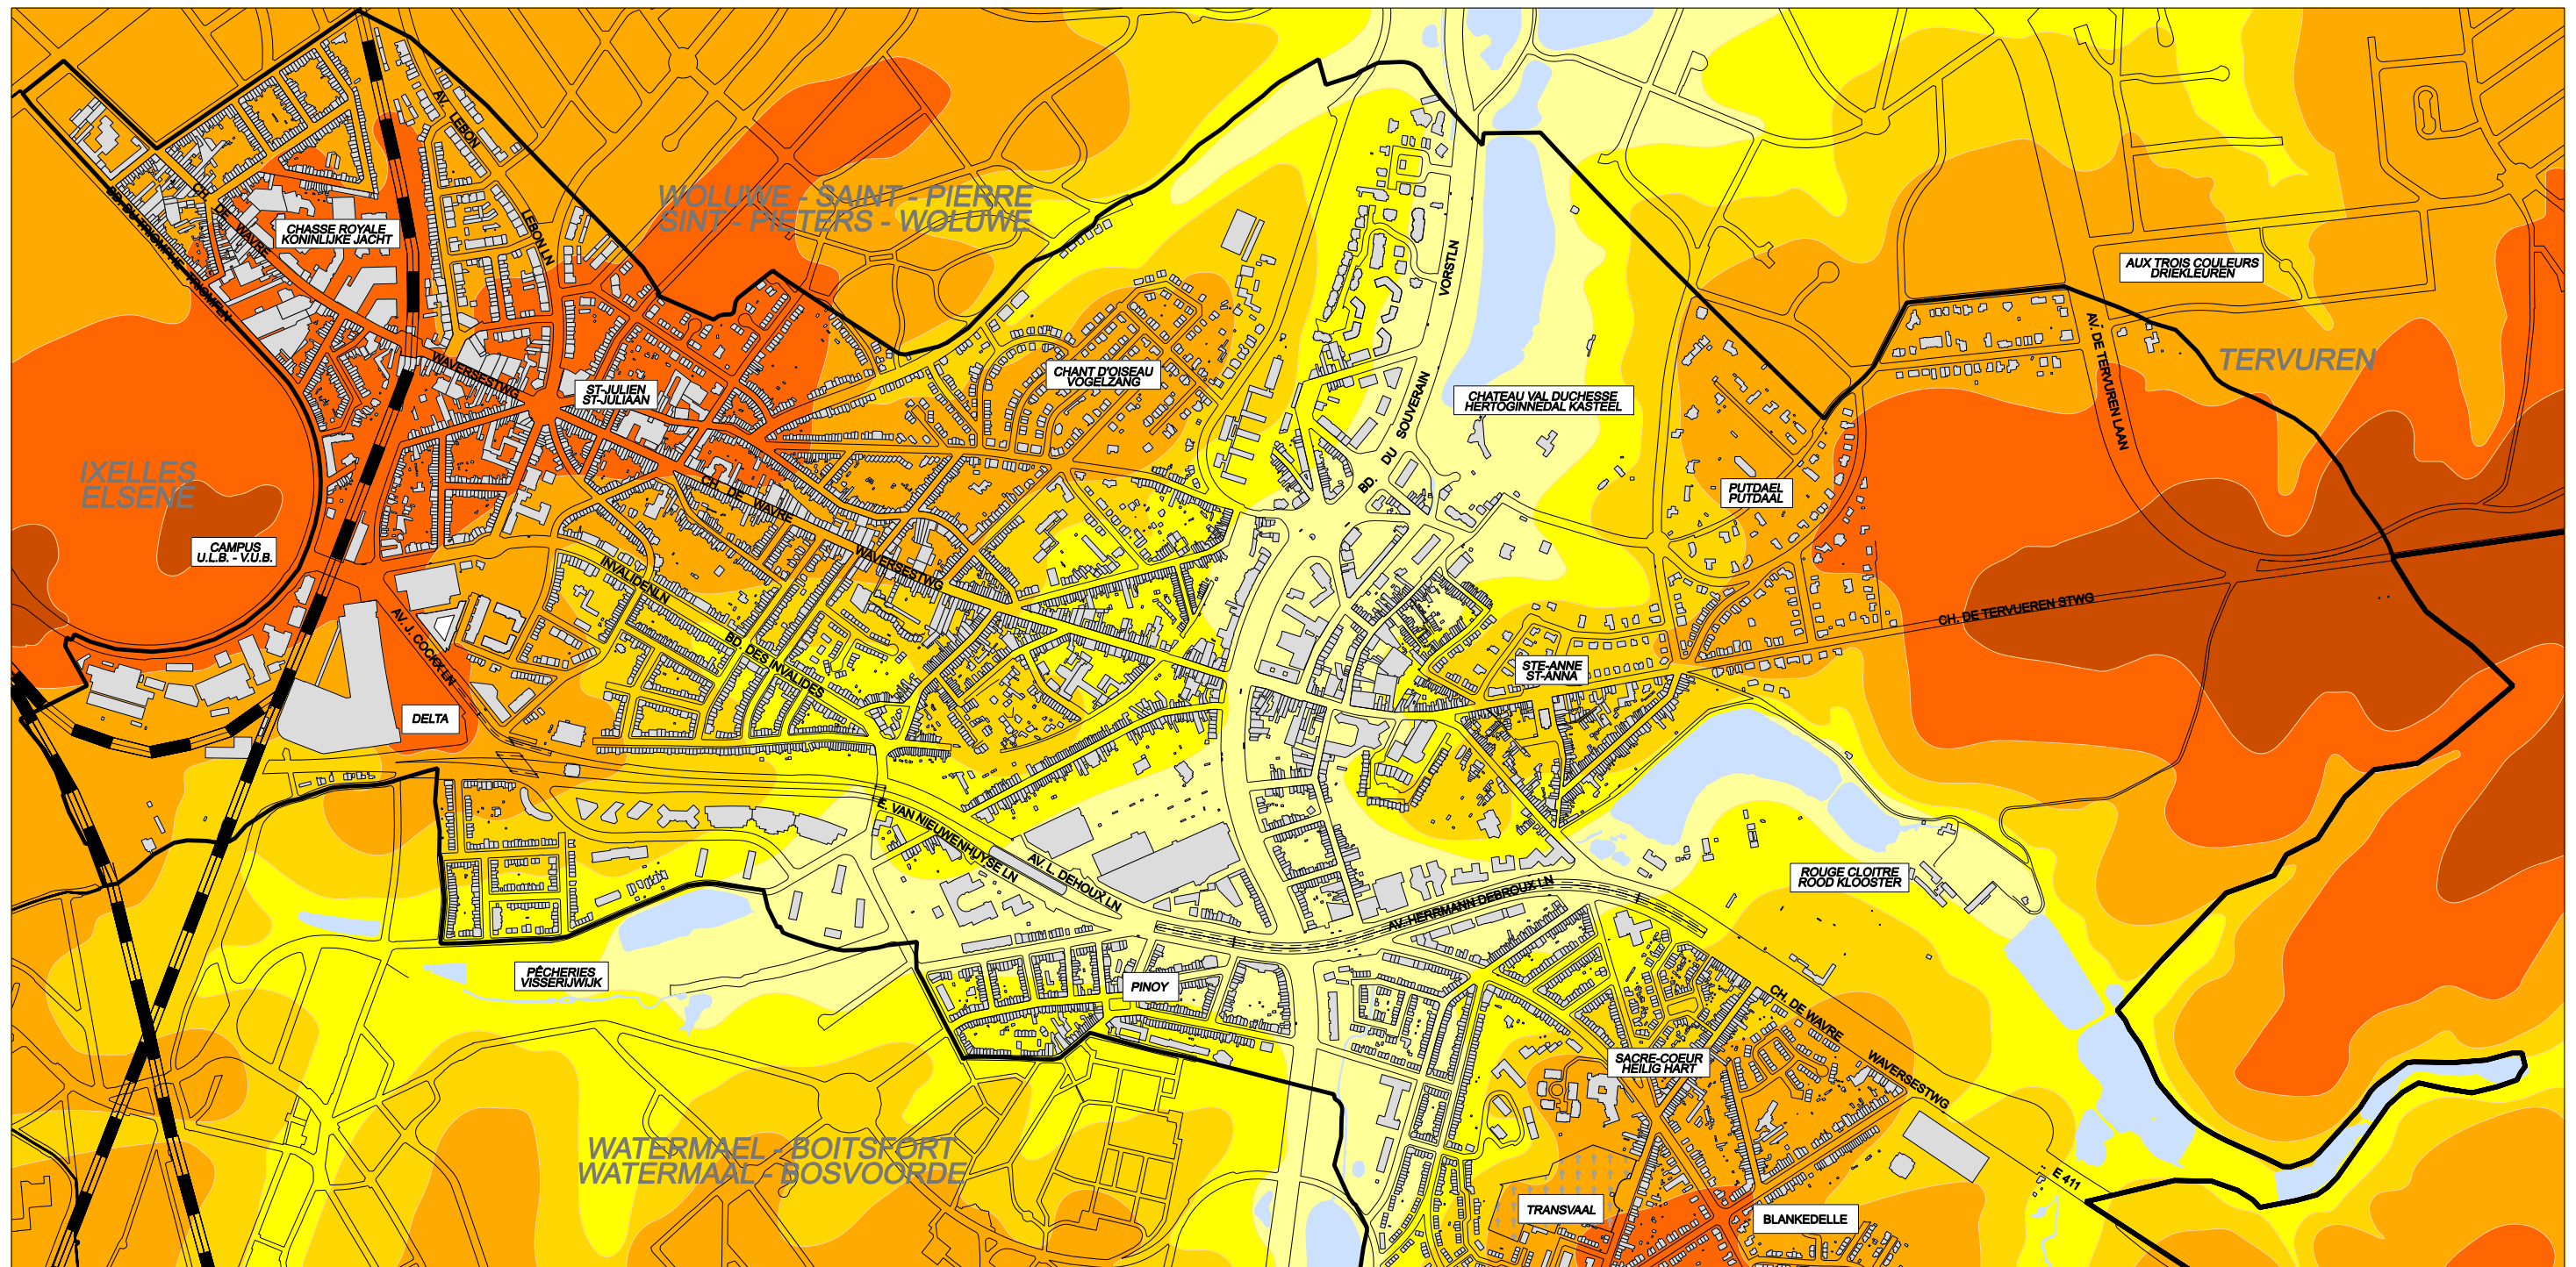 AV. LEBON
LEBON LN
CH. DE WAVRE
BD. DU TRIOMPHE TRIOMFLN
CHASSE ROYALE
KONINLIJKE JACHT
WOLUWE - SAINT - PIERRE
SINT - PIETERS - WOLUWE
VORSTLN
AUX TROIS COULEURS
DRIEKLEUREN
AV. DE TERVUREN LAAN
TERVUREN
WAVERSESTWG
ST-JULIEN
ST-JULIAAN
CHANT D'OISEAU
VOGELZANG
CHATEAU VAL DUCHESSE
HERTOGINNEDAL KASTEEL
BD. DU SOUVERAIN
IXELLES
ELSENE
CH. DE WAVRE
PUTDAEL
PUTDAAL
CAMPUS
U.L.B. - V.U.B.
WAVERSESTWG
INVALIDENLN
BD. DES INVALIDES
AV. J. COCKX LN
CH. DE TERVUEREN STWG
STE-ANNE
ST-ANNA
DELTA
E. VAN NIEUWENHUYSE LN
AV. L. DEHOUX LN
AV. HERRMANN DEBROUX LN
ROUGE CLOITRE
ROOD KLOOSTER
PÊCHERIES
VISSERIJWIJK
PINOY
CH. DE WAVRE
WAVERSESTWG
SACRE-COEUR
HEILIG HART
WATERMAEL - BOITSFORT
WATERMAAL - BOSVOORDE
E 411
TRANSVAAL
BLANKEDELLE